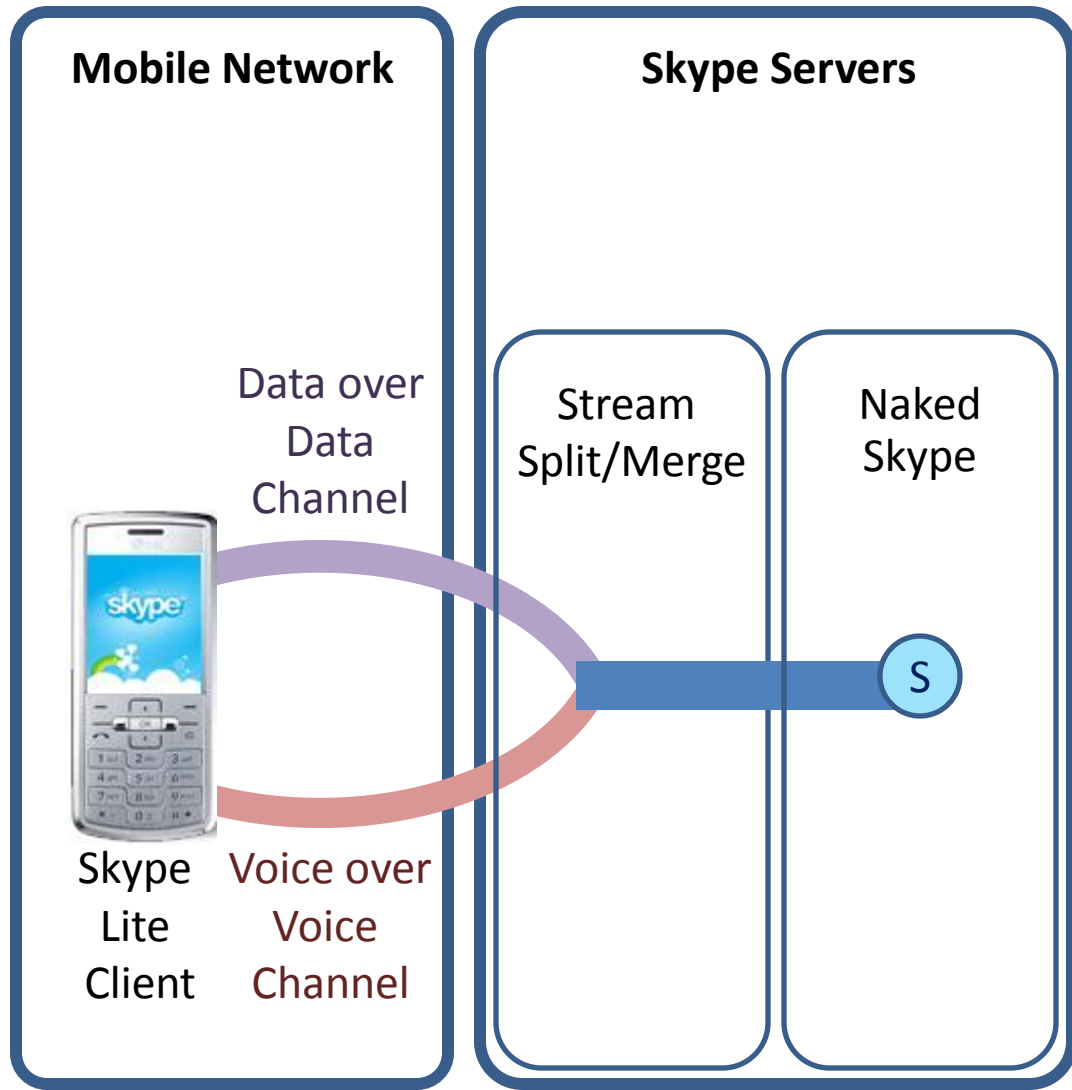 Mobile Network
Skype Servers
Data over
Data
Channel
Stream
Split/Merge
Naked
Skype
skype
S
OK
Skype
Lite
Client
Voice over
Voice
Channel